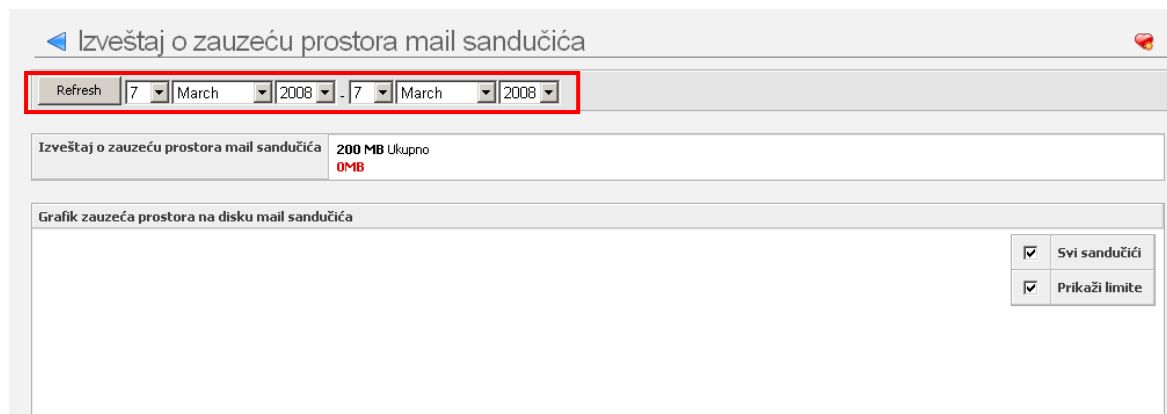 Izveštaj o zauzeću prostora mail sandučića
Refresh 7 March 2008 - 7 March 2008
Izveštaj o zauzeću prostora mail sandučića 200 MB Ukupno
0MB
Grafik zauzeća prostora na disku mail sandučića
Svi sandučići
Prikaži limite